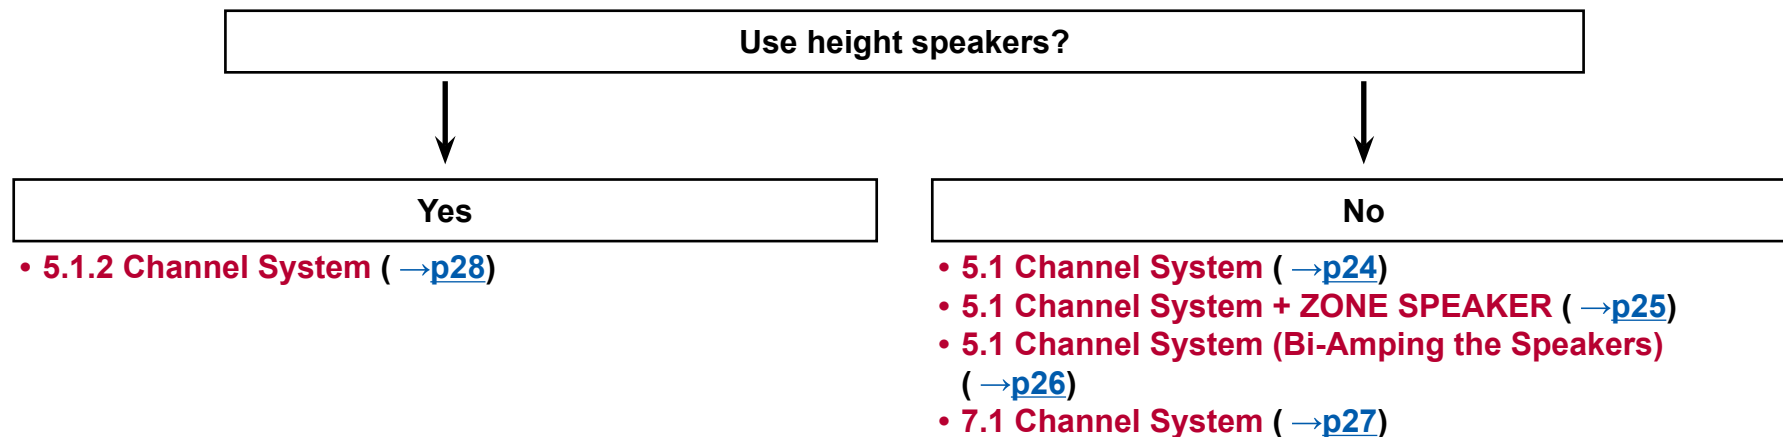 Use height speakers?
Yes
• 5.1.2 Channel System ( →p28)
No
• 5.1 Channel System ( →p24)
• 5.1 Channel System + ZONE SPEAKER ( →p25)
• 5.1 Channel System (Bi-Amping the Speakers)
( →p26)
• 7.1 Channel System ( →p27)